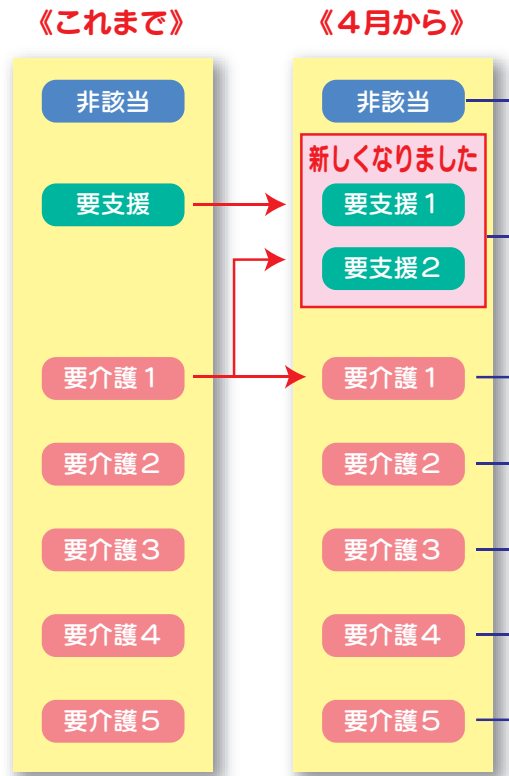 《これまで》
非該当
要支援
要介護１
要介護２
要介護３
要介護４
要介護５
《４月から》
非該当
新しくなりました
要支援１
要支援２
要介護１
要介護２
要介護３
要介護４
要介護５